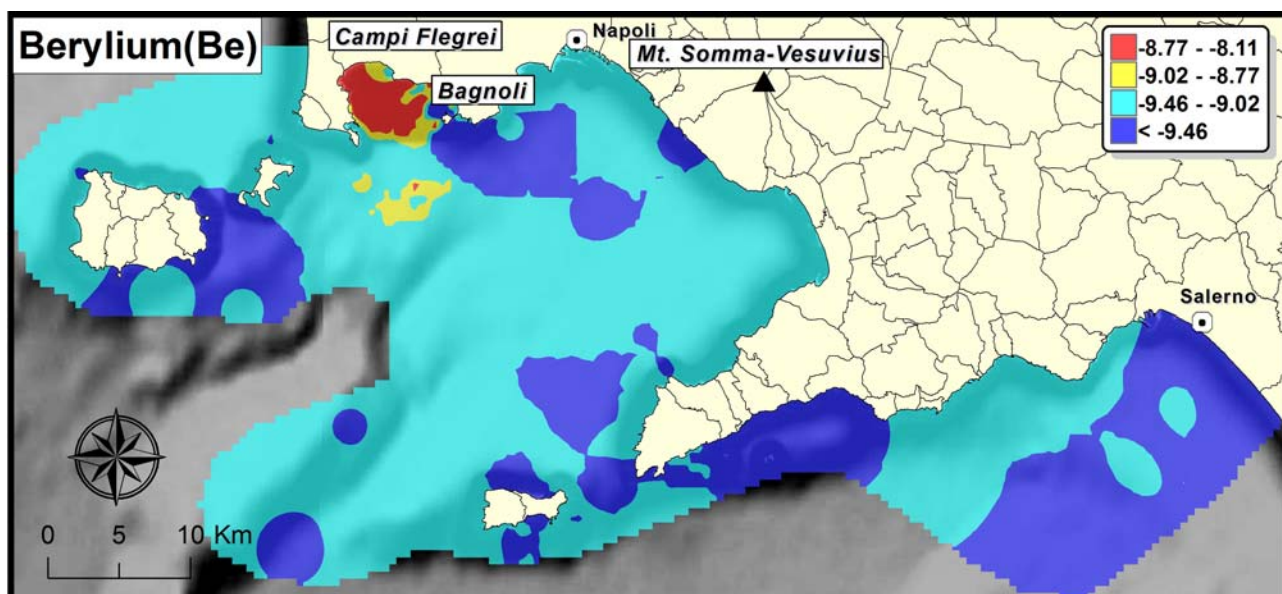 Berylium(Be)
Campi Flegrei
Napoli
Mt. Somma-Vesuvius
Bagnoli
-8.77 - -8.11
-9.02 - -8.77
-9.46 - -9.02
< -9.46
Salerno
0 5 10 Km